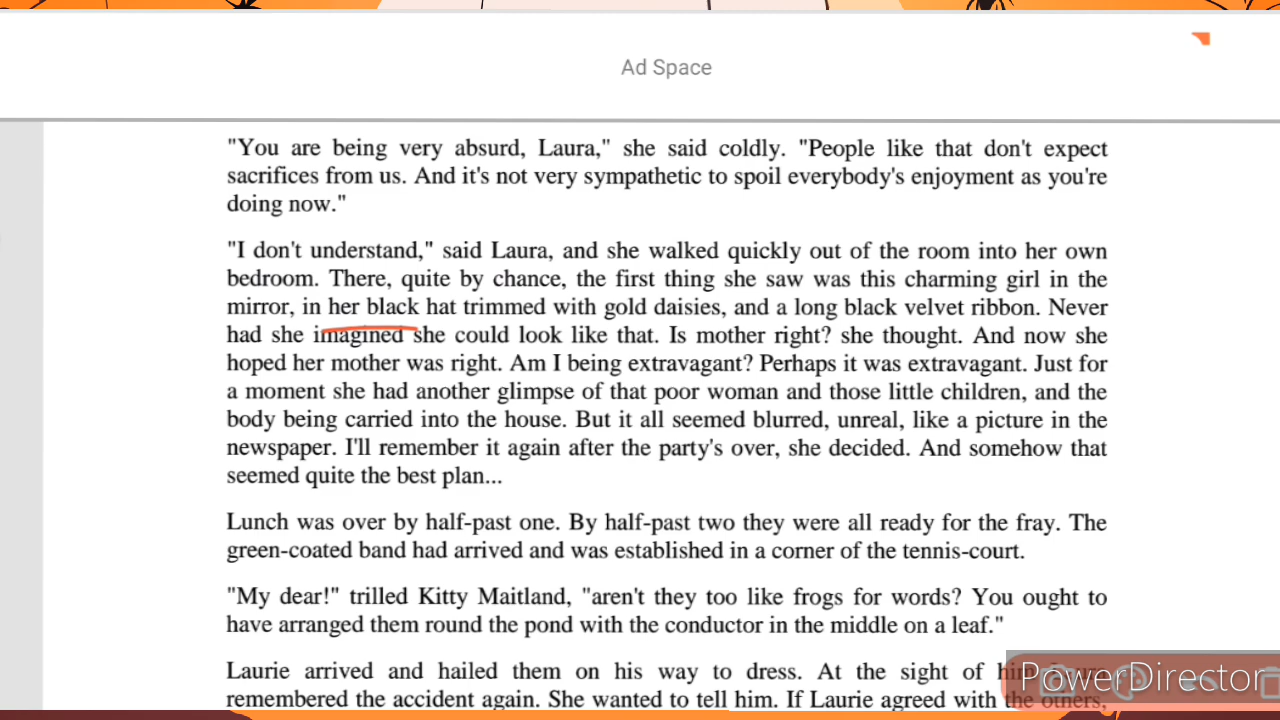 Ad Space
"You are being very absurd, Laura," she said coldly. "People like that don't expect
sacrifices from us. And it's not very sympathetic to spoil everybody's enjoyment as you're
doing now."
"I don't understand," said Laura, and she walked quickly out of the room into her own
bedroom. There, quite by chance, the first thing she saw was this charming girl in the
mirror, in her black hat trimmed with gold daisies, and a long black velvet ribbon. Never
had she imagined she could look like that. Is mother right? she thought. And now she
hoped her mother was right. Am I being extravagant? Perhaps it was extravagant. Just for
a moment she had another glimpse of that poor woman and those little children, and the
body being carried into the house. But it all seemed blurred, unreal, like a picture in the
newspaper. I'll remember it again after the party's over, she decided. And somehow that
seemed quite the best plan...
Lunch was over by half-past one. By half-past two they were all ready for the fray. The
green-coated band had arrived and was established in a corner of the tennis-court.
"My dear!" trilled Kitty Maitland, "aren't they too like frogs for words? You ought to
have arranged them round the pond with the conductor in the middle on a leaf."
Laurie arrived and hailed them on his way to dress. At the sight of
remembered the accident again. She wanted to tell him. If Laurie agreed with the others,
PowerDirector